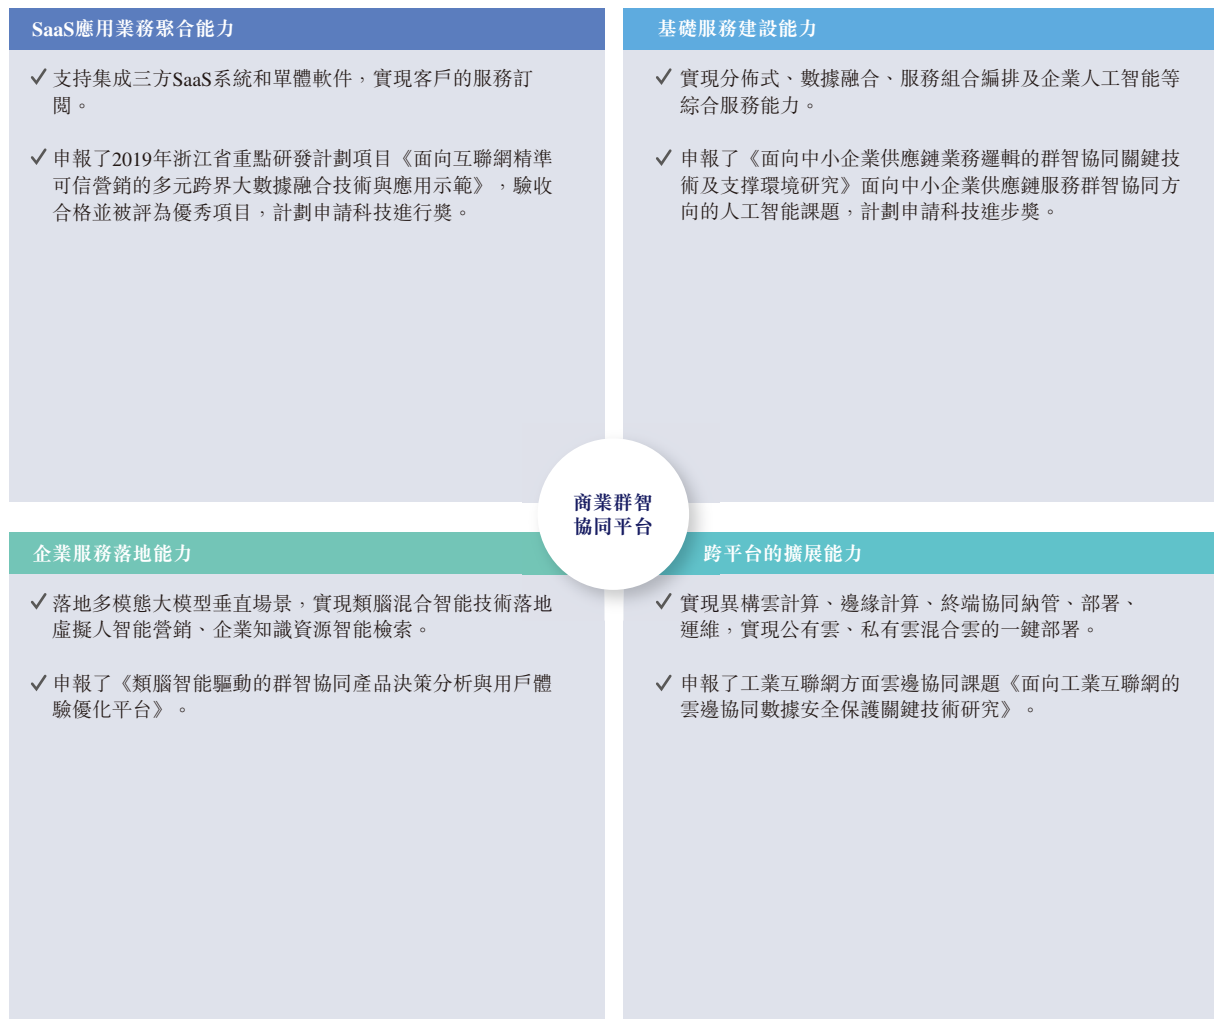 SaaS應用業務聚合能力
支持集成三方SaaS系統和單體軟件，實現客戶的服務訂
閱。
申報了2019年浙江省重點研發計劃項目《面向互聯網精準
可信營銷的多元跨界大數據融合技術與應用示範》，驗收
合格並被評為優秀項目，計劃申請科技進行獎。
基礎服務建設能力
實現分佈式、數據融合、服務組合編排及企業人工智能等
綜合服務能力。
申報了《面向中小企業供應鏈業務邏輯的群智協同關鍵技
術及支撐環境研究》面向中小企業供應鏈服務群智協同方
向的人工智能課題，計劃申請科技進步獎。
商業群智
協同平台
企業服務落地能力
落地多模態大模型垂直場景，實現類腦混合智能技術落地
虛擬人智能營銷、企業知識資源智能檢索。
申報了《類腦智能驅動的群智協同產品決策分析與用戶體
驗優化平台》。
跨平台的擴展能力
實現異構雲計算、邊緣計算、終端協同納管、部署、
運維，實現公有雲、私有雲混合雲的一鍵部署。
申報了工業互聯網方面雲邊協同課題《面向工業互聯網的
雲邊協同數據安全保護關鍵技術研究》。